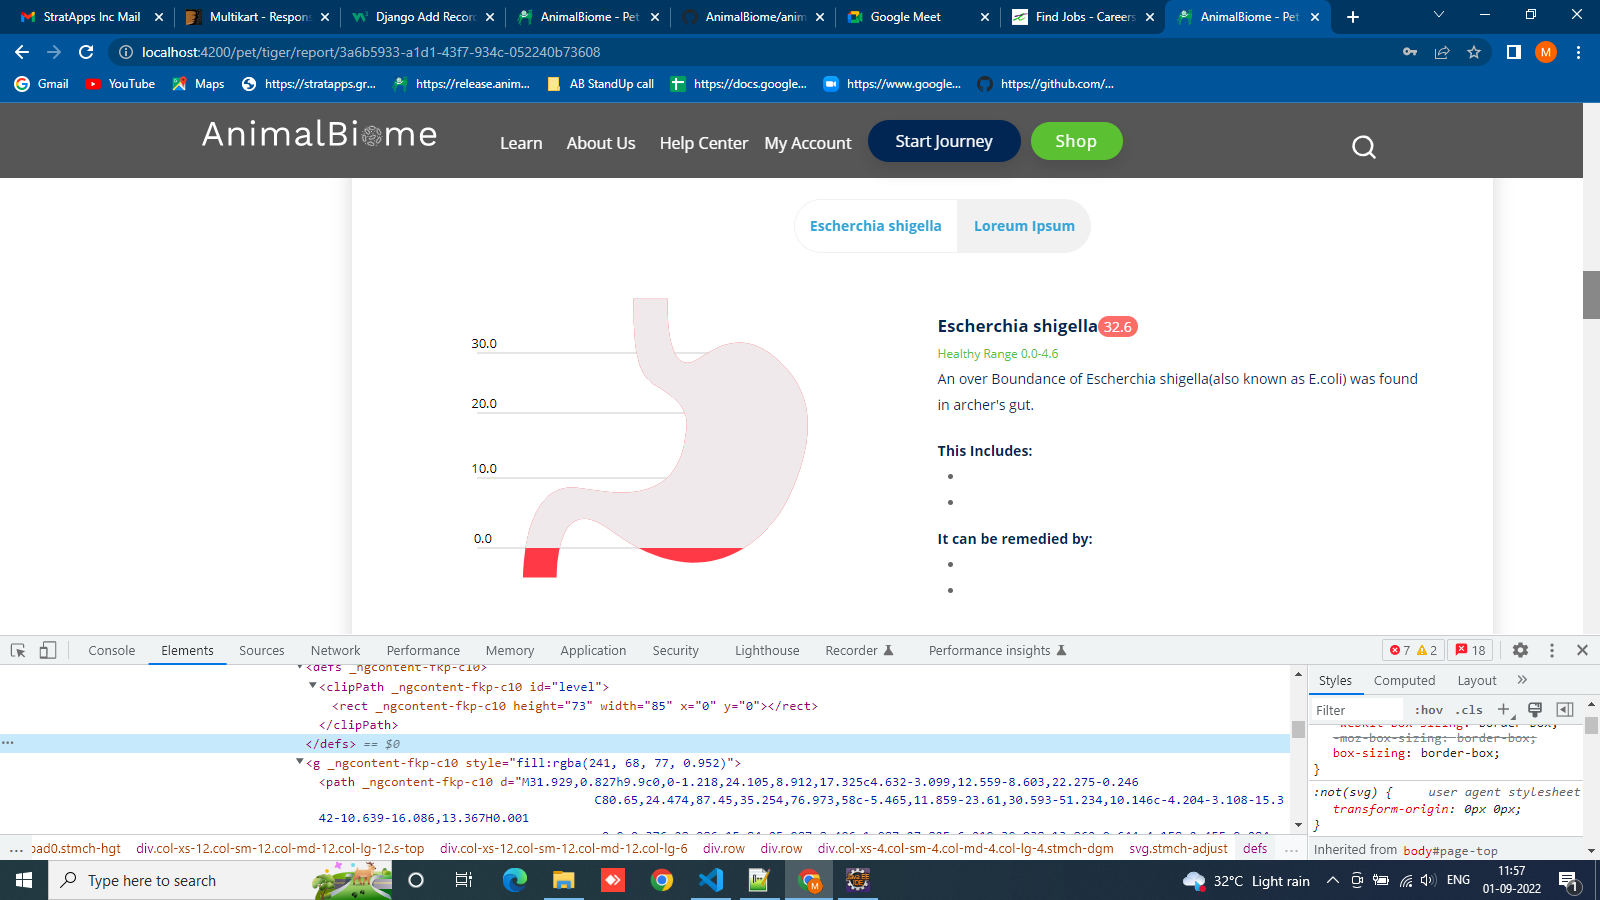 StratApps Inc Mail
Multikart - Respons
Django Add Record
AnimalBiome - Pet
AnimalBiome/anim
Google Meet
Find Jobs - Careers
AnimalBiome - Pet
localhost:4200/pet/tiger/report/3a6b5933-a1d1-43f7-934c-052240b73608
M
Gmail
YouTube
Maps
https://stratapps.gr...
https://release.anim...
AB StandUp call
https://docs.google...
https://www.google...
https://github.com/...
AnimalBiome
Learn
About Us
Help Center
My Account
Start Journey
Shop
Escherchia shigella
Loreum Ipsum
30.0
20.0
10.0
0.0
Escherchia shigella 32.6
Healthy Range 0.0-4.6
An over Boundance of Escherchia shigella(also known as E.coli) was found
in archer's gut.
This Includes:
It can be remedied by:
Console
Elements
Sources
Network
Performance
Memory
Application
Security
Lighthouse
Recorder
Performance insights
7
2
18
<defs _ngcontent-fkp-c10>
<clipPath _ngcontent-fkp-c10 id="level">
<rect _ngcontent-fkp-c10 height="73" width="85" x="0" y="0"></rect>
</clipPath>
</defs> == $0
<g _ngcontent-fkp-c10 style="fill:rgba(241, 68, 77, 0.952)">
<path _ngcontent-fkp-c10 d="M31.929,0.827h9.9c0,0-1.218,24.105,8.912,17.325c4.632-3.099,12.559-8.603,22.275-0.246
C80.65,24.474,87.45,35.254,76.973,58c-5.465,11.859-23.61,30.593-51.234,10.146c-4.204-3.108-15.3
42-10.639-16.086,13.367H0.001
...
oad0.stmch-hgt
div.col-xs-12.col-sm-12.col-md-12.col-lg-12.s-top
div.col-xs-12.col-sm-12.col-md-12.col-lg-6
div.row
div.row
div.col-xs-4.col-sm-4.col-md-4.col-lg-4.stmch-dgm
svg.stmch-adjust
defs
...
Styles
Computed
Layout
Filter
:hov
.cls
-webkit-box-sizing: border-box;
-moz-box-sizing: border-box;
box-sizing: border-box;
}
:not(svg) {
user agent stylesheet
transform-origin: 0px 0px;
}
Inherited from body#page-top
Type here to search
M
32°C Light rain
ENG
11:57
01-09-2022
1